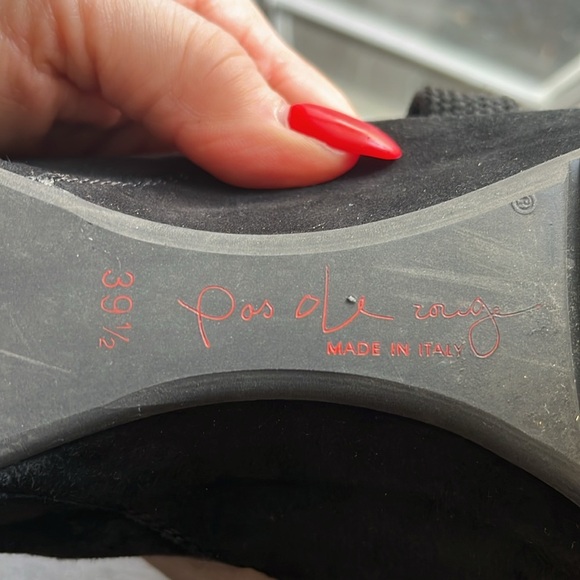 ®
39½
pas de rouge
MADE IN ITALY